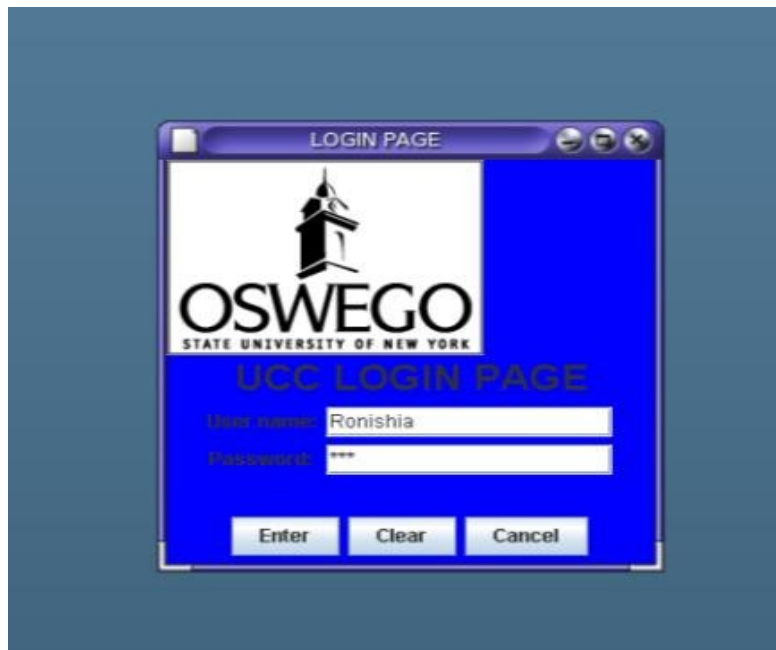 LOGIN PAGE
OSWEGO
STATE UNIVERSITY OF NEW YORK
UCC LOGIN PAGE
User name: Ronishia
Password: ***
Enter Clear Cancel